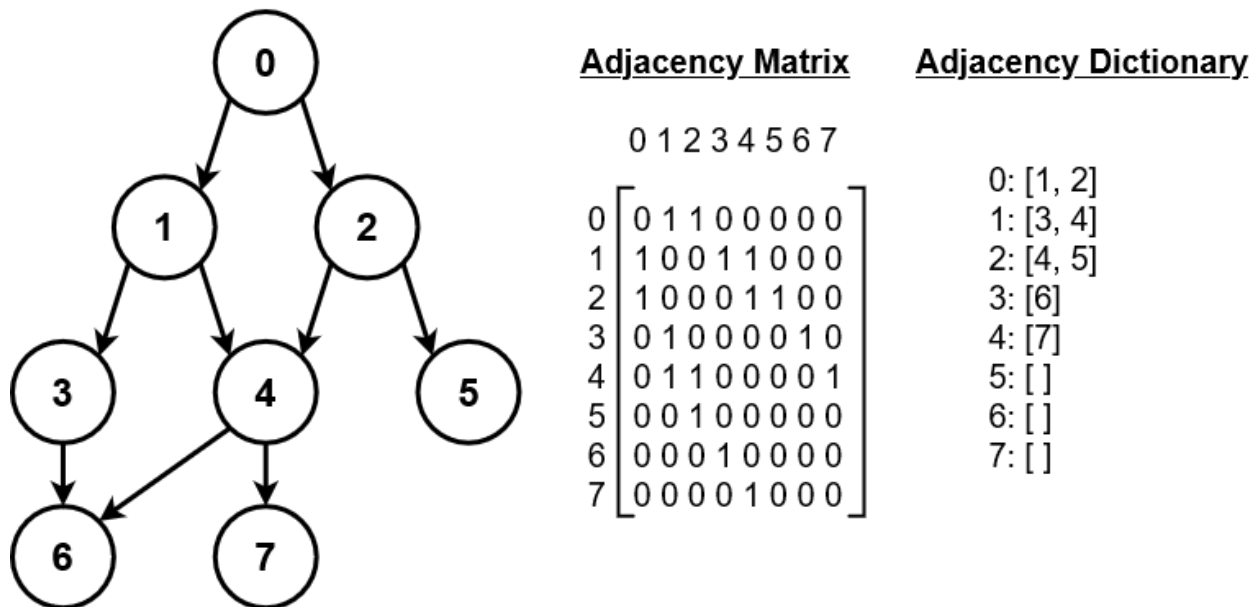 0
1 2
3 4 5
6 7
Adjacency Matrix
0 1 2 3 4 5 6 7
0 0 1 1 0 0 0 0 0
1 1 0 0 1 1 0 0 0
2 1 0 0 0 1 1 0 0
3 0 1 0 0 0 0 1 0
4 0 1 1 0 0 0 0 1
5 0 0 1 0 0 0 0 0
6 0 0 0 1 0 0 0 0
7 0 0 0 0 1 0 0 0
Adjacency Dictionary
0: [1, 2]
1: [3, 4]
2: [4, 5]
3: [6]
4: [7]
5: [ ]
6: [ ]
7: [ ]